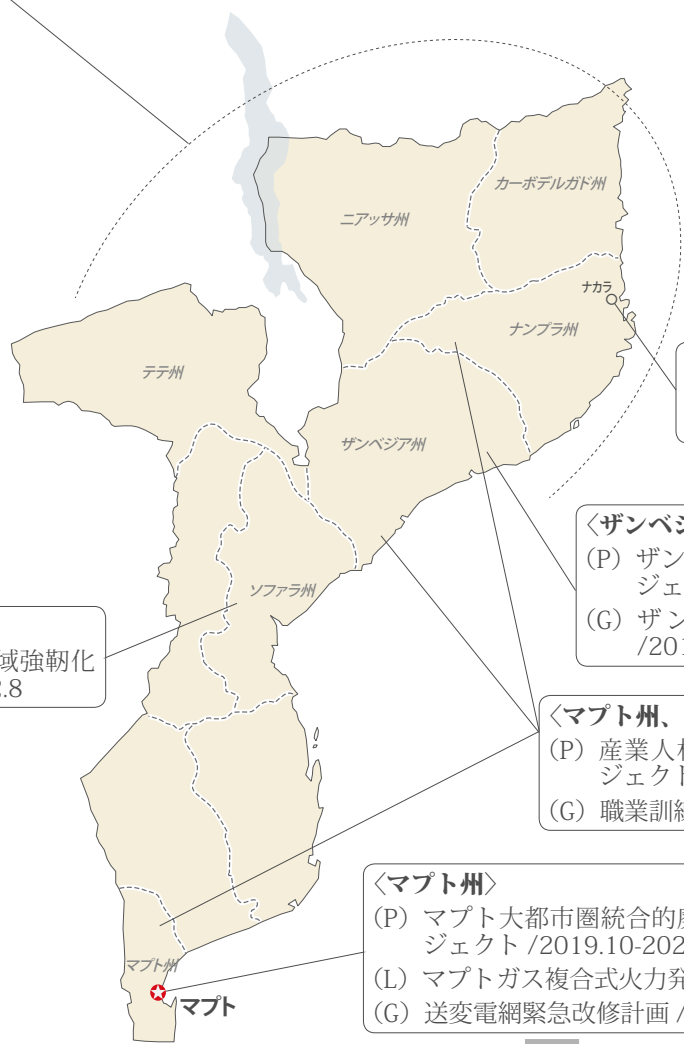 カーボデルガド州
ニアッサ州
ナカラ
ナンプラ州
テテ州
ザンベジア州
〈ザンベジ
(P) ザン
ジェ
(G) ザン
/201
ソファラ州
域強靭化
2.8
〈マプト州、
(P) 産業人材
ジェクト
(G) 職業訓練
〈マプト州〉
(P) マプト大都市圏統合的
ジェクト /2019.10-202
(L) マプトガス複合式火力発
(G) 送変電網緊急改修計画 /
マプト州
マプト